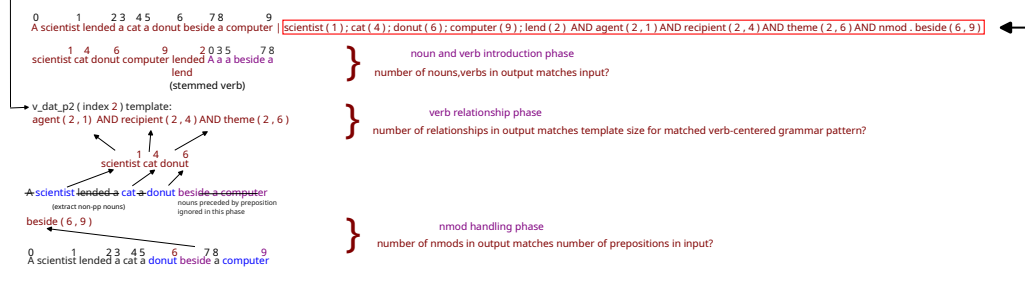 0 1 2 3 4 5 6 7 8 9
A scientist lended a cat a donut beside a computer | scientist ( 1 ) ; cat ( 4 ) ; donut ( 6 ) ; computer ( 9 ) ; lend ( 2 ) AND agent ( 2 , 1 ) AND recipient ( 2 , 4 ) AND theme ( 2 , 6 ) AND nmod . beside ( 6 , 9 )
1 4 6 9 2 0 3 5 7 8
scientist cat donut computer lended A a a beside a
lend
(stemmed verb)
noun and verb introduction phase
number of nouns,verbs in output matches input?
v_dat_p2 ( index 2 ) template:
agent ( 2 , 1 ) AND recipient ( 2 , 4 ) AND theme ( 2 , 6 )
verb relationship phase
number of relationships in output matches template size for matched verb-centered grammar pattern?
1 4 6
scientist cat donut
A scientist lended a cat a donut beside a computer
(extract non-pp nouns)
nouns preceded by preposition
ignored in this phase
beside ( 6 , 9 )
nmod handling phase
number of nmods in output matches number of prepositions in input?
0 1 2 3 4 5 6 7 8 9
A scientist lended a cat a donut beside a computer